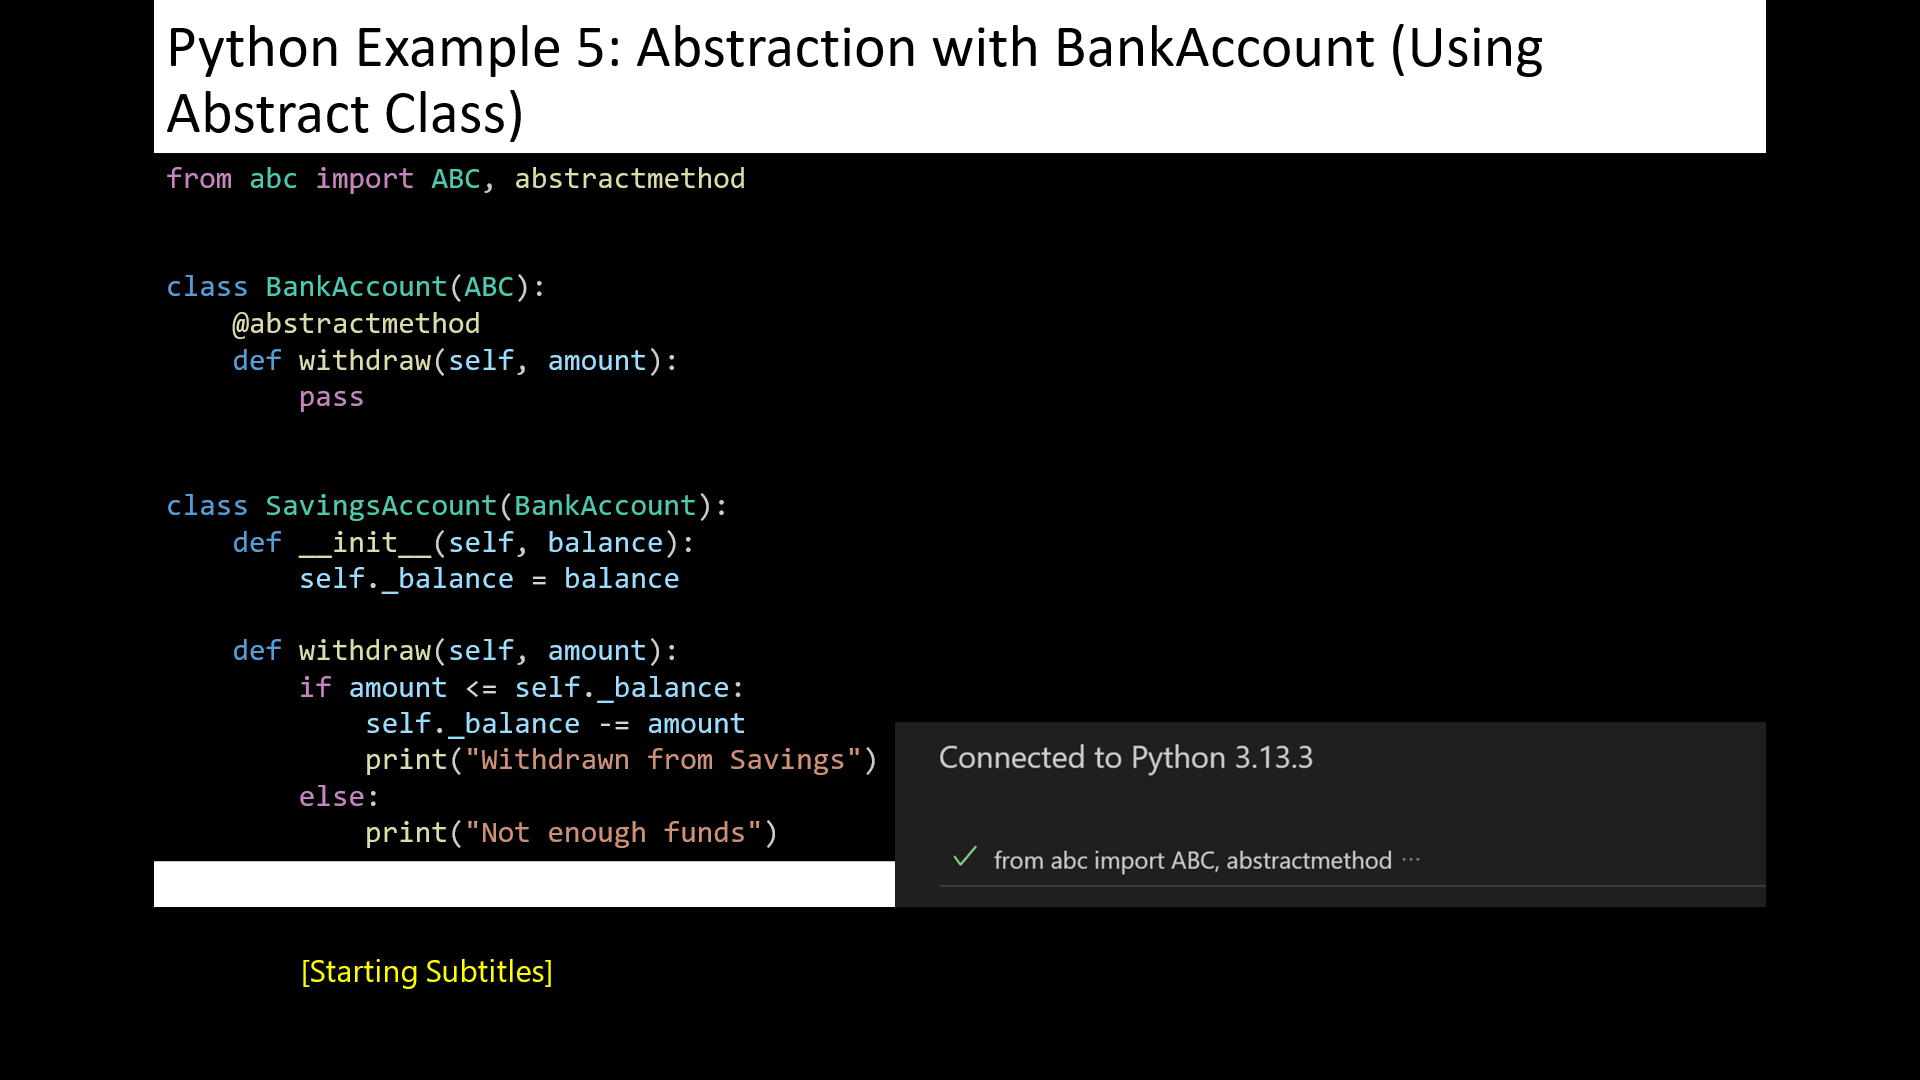 Python Example 5: Abstraction with BankAccount (Using
Abstract Class)
from abc import ABC, abstractmethod
class BankAccount(ABC):
    @abstractmethod
    def withdraw(self, amount):
        pass
class SavingsAccount(BankAccount):
    def __init__(self, balance):
        self._balance = balance
    def withdraw(self, amount):
        if amount <= self._balance:
            self._balance -= amount
            print("Withdrawn from Savings")
        else:
            print("Not enough funds")
Connected to Python 3.13.3
✓ from abc import ABC, abstractmethod ···
[Starting Subtitles]